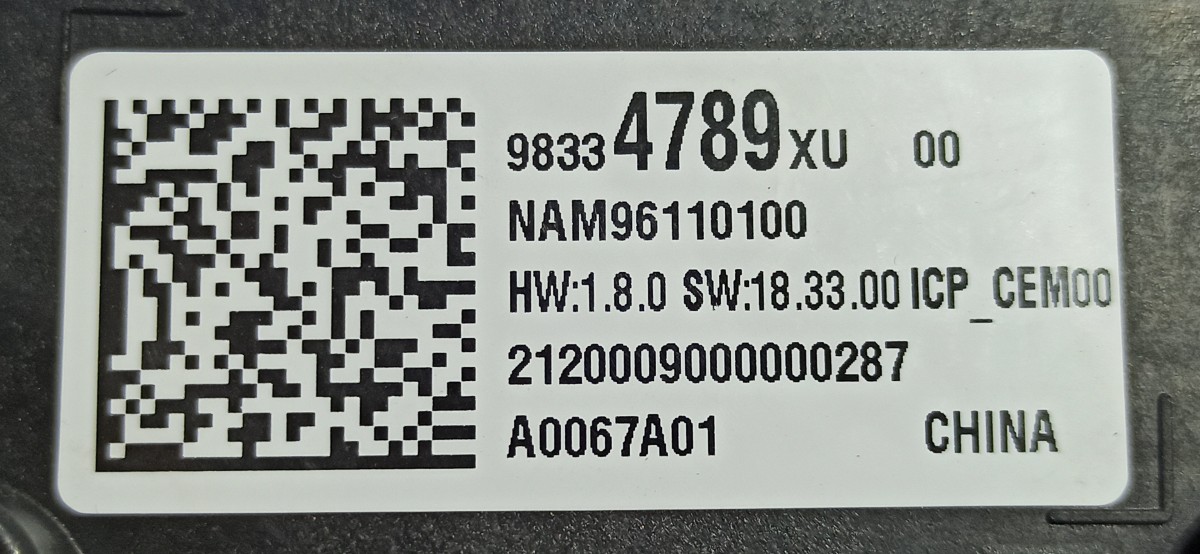 98334789XU 00
NAM96110100
HW:1.8.0 SW:18.33.00 ICP_CEM00
2120009000000287
A0067A01 CHINA